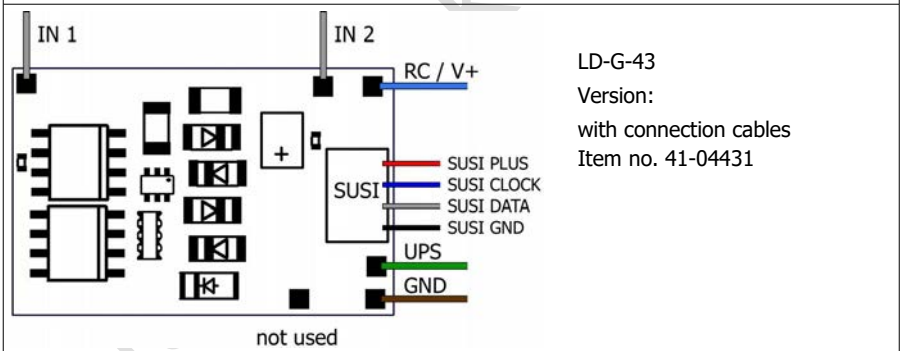 IN 1
IN 2
RC / V+
SUSI
SUSI PLUS
SUSI CLOCK
SUSI DATA
SUSI GND
UPS
GND
+
not used
LD-G-43
Version:
with connection cables
Item no. 41-04431